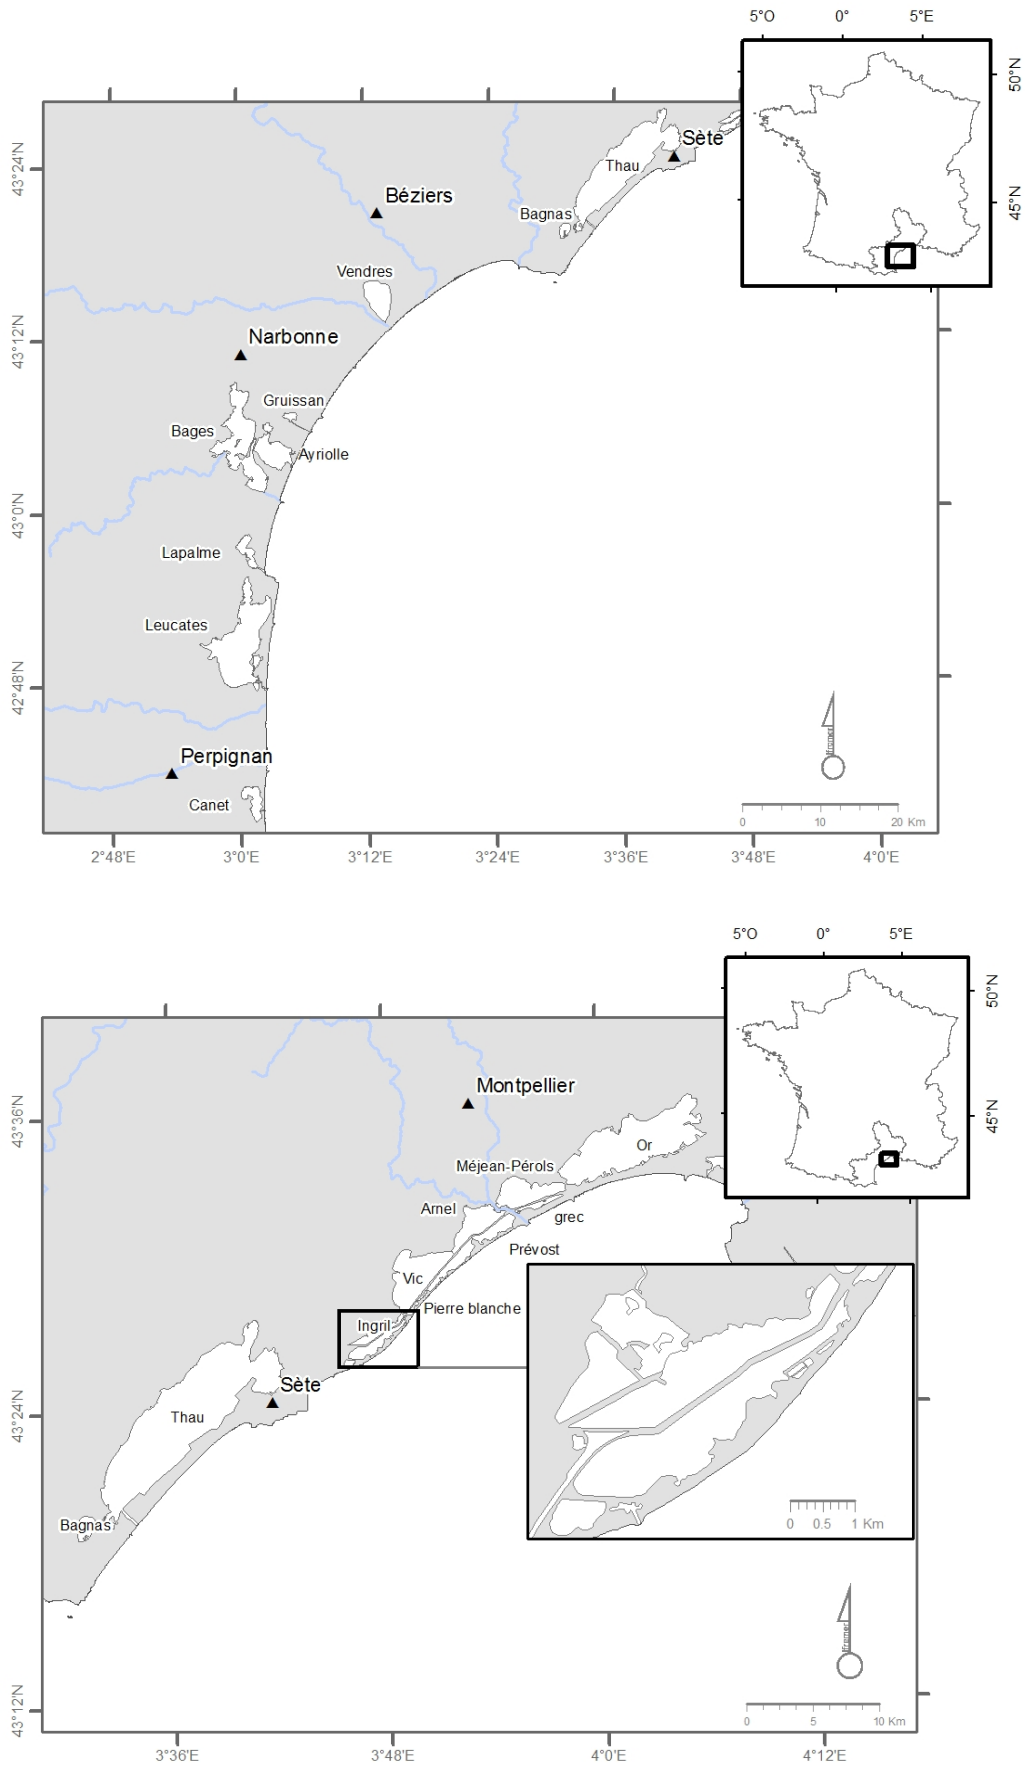 5°O 0° 5°E
50°N
45°N
43°24'N
43°12'N
43°0'N
42°48'N
Sète
Thau
Béziers
Bagnas
Vendres
Narbonne
Gruissan
Bages
Ayriolle
Lapalme
Leucates
Perpignan
Canet
Ifremer
0 10 20 Km
2°48'E 3°0'E 3°12'E 3°24'E 3°36'E 3°48'E 4°0'E
5°O 0° 5°E
50°N
45°N
43°36'N
43°24'N
43°12'N
Montpellier
Or
Méjean-Pérols
Arnel
grec
Prévost
Vic
Pierre blanche
Ingril
Sète
Thau
Bagnas
0 0.5 1 Km
Ifremer
0 5 10 Km
3°36'E 3°48'E 4°0'E 4°12'E